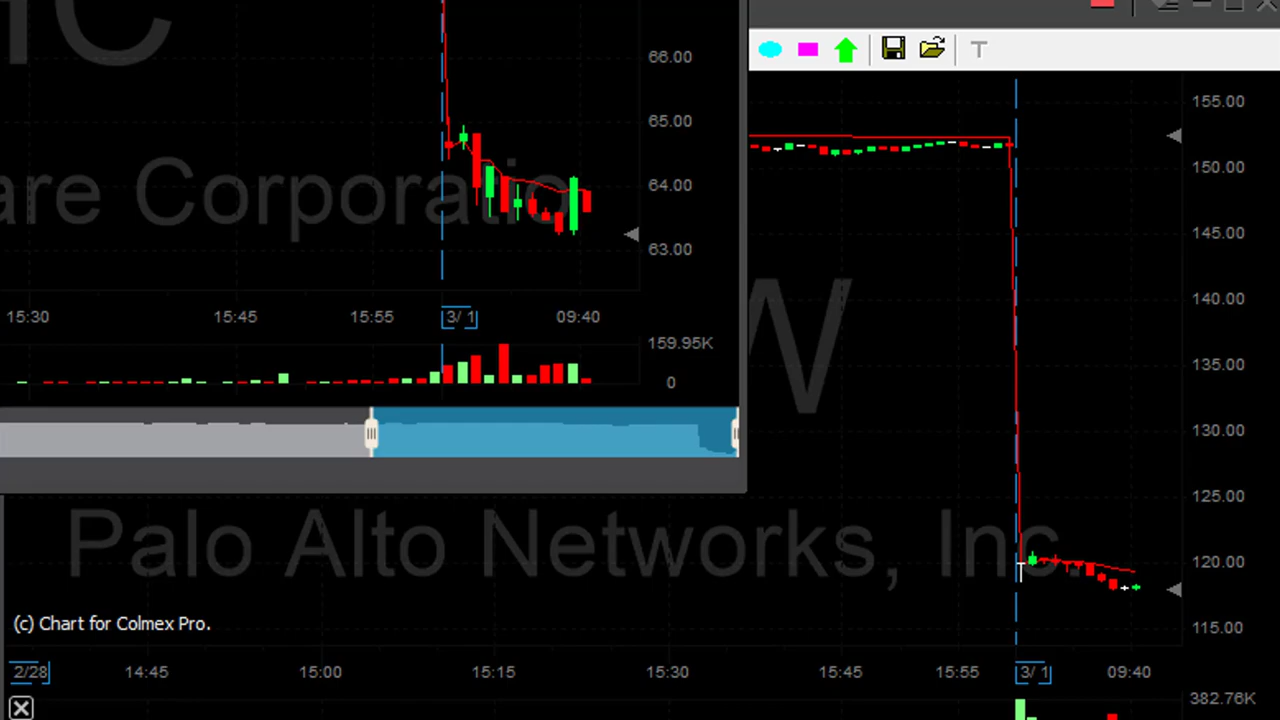 HC
are Corporatio
66.00
65.00
64.00
63.00
15:30 15:45 15:55 3/ 1 09:40
159.95K
0
T
155.00
150.00
145.00
140.00
135.00
130.00
125.00
120.00
115.00
W
Palo Alto Networks, Inc.
(c) Chart for Colmex Pro.
2/28 14:45 15:00 15:15 15:30 15:45 15:55 3/ 1 09:40
382.76K